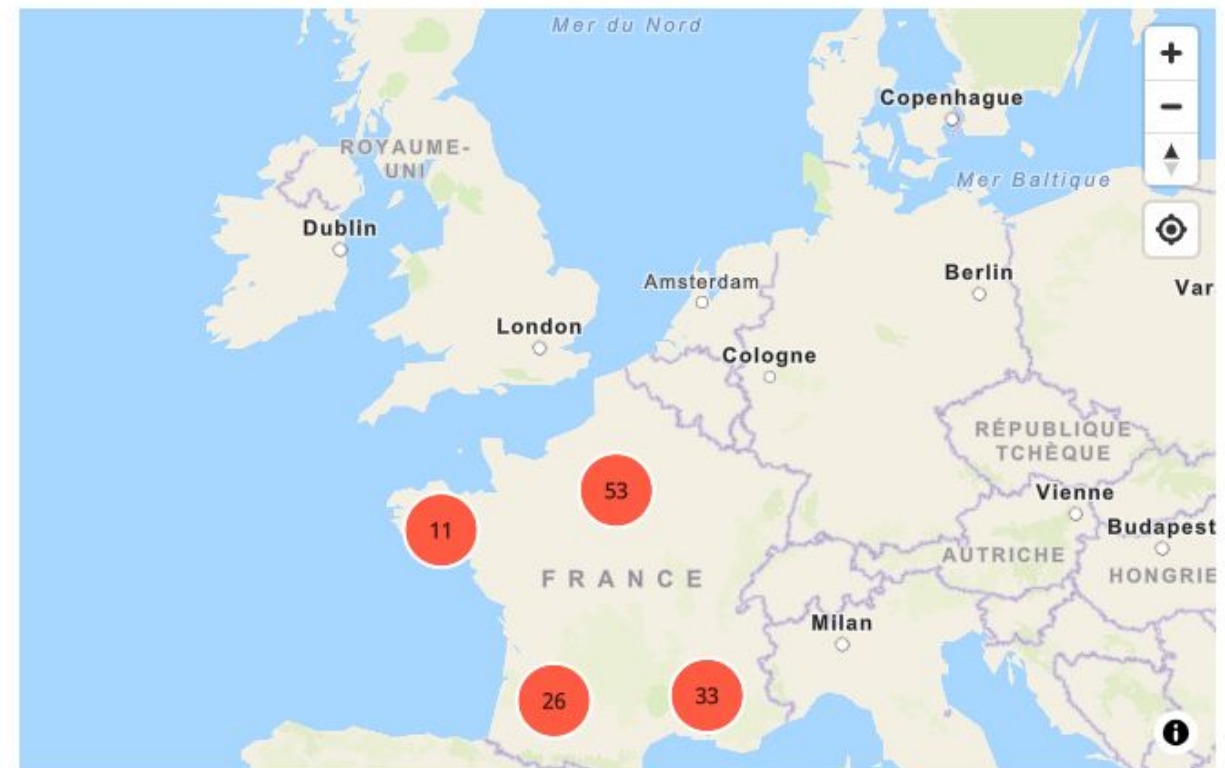 Mer du Nord
Copenhague
ROYAUME-
UNI
Mer Baltique
Dublin
Berlin
Amsterdam
Var
London
Cologne
RÉPUBLIQUE
TCHÈQUE
53
Vienne
11
Budapest
AUTRICHE
FRANCE
HONGRIE
Milan
33
26